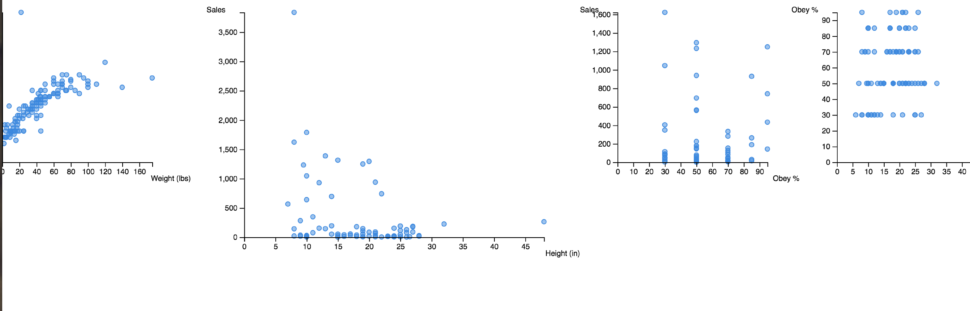 Sales
3,500
3,000
2,500
2,000
1,500
1,000
500
0
0 5 10 15 20 25 30 35 40 45
Height (in)
20 40 60 80 100 120 140 160
Weight (lbs)
Sales
1,600
1,400
1,200
1,000
800
600
400
200
0
0 10 20 30 40 50 60 70 80 90
Obey %
Obey %
90
80
70
60
50
40
30
20
10
0
0 5 10 15 20 25 30 35 40